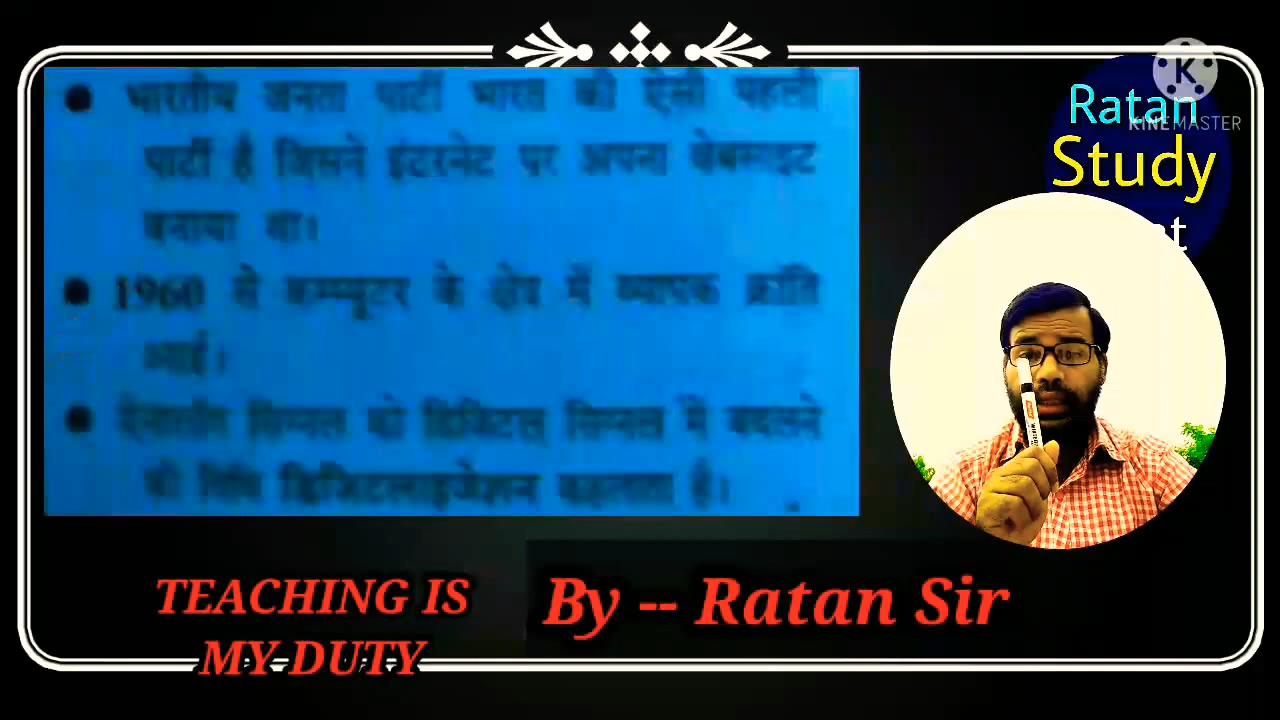 भारतीय जनता पार्टी भारत की ऐसी पहली
पार्टी है जिसने इंटरनेट पर अपना वेबसाइट
बनाया था।
1960 से कम्प्यूटर के क्षेत्र में व्यापक क्रांति
आई।
ऐनालॉग सिग्नल को डिजिटल सिग्नल में बदलने
की विधि डिजिटलाइजेशन कहलाता है।
Ratan
KINEMASTER
Study
TEACHING IS
MY DUTY
By -- Ratan Sir